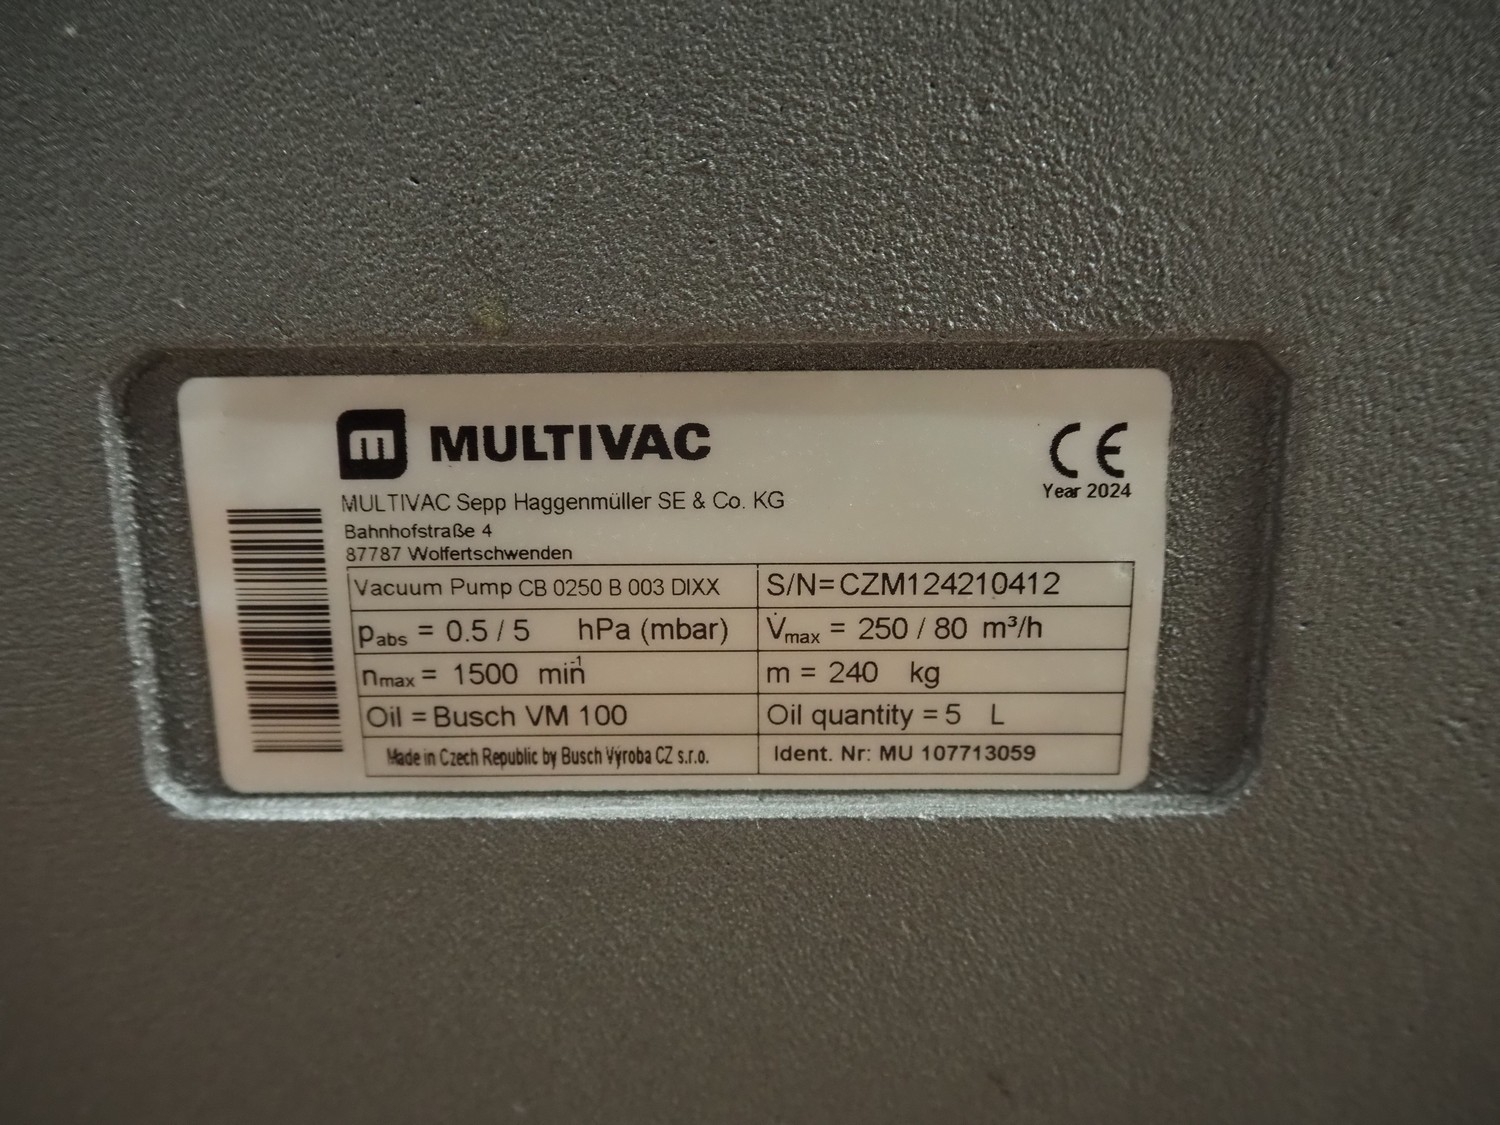 MULTIVAC
CE
Year 2024
MULTIVAC Sepp Haggenmüller SE & Co. KG
Bahnhofstraße 4
87787 Wolfertschwenden
Vacuum Pump CB 0250 B 003 DIXX
S/N=CZM124210412
pabs = 0.5 / 5 hPa (mbar)
V̇max = 250 / 80 m³/h
nmax = 1500 min-1
m = 240 kg
Oil = Busch VM 100
Oil quantity = 5 L
Made in Czech Republic by Busch Výroba CZ s.r.o.
Ident. Nr: MU 107713059